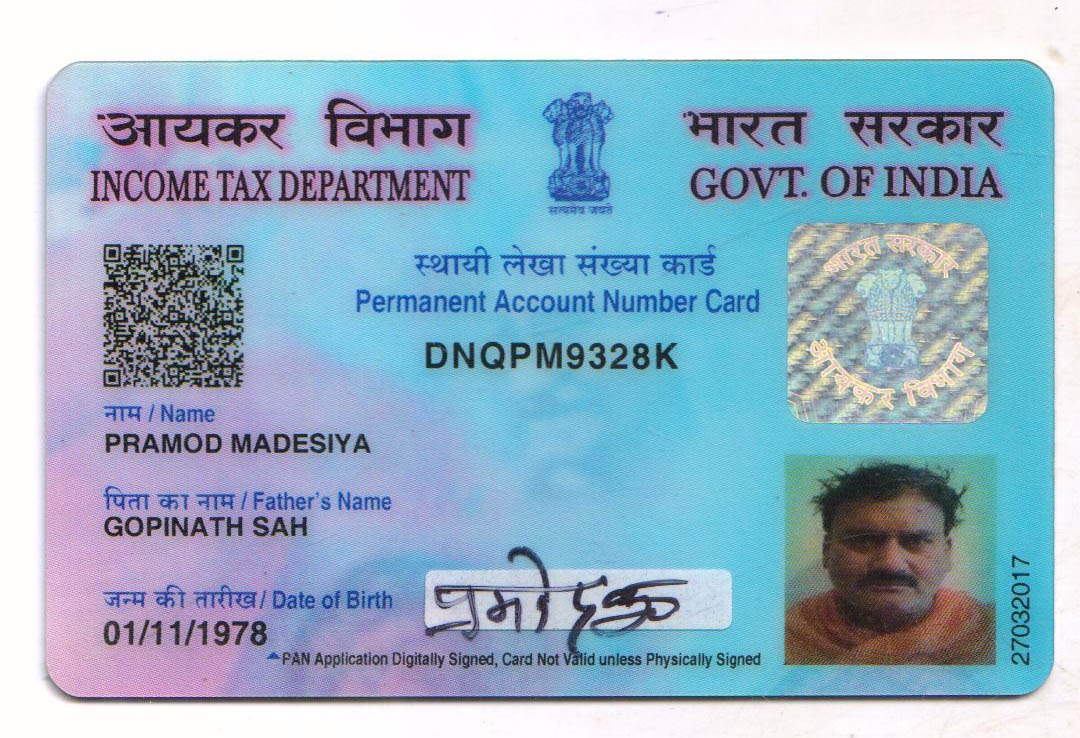 आयकर विभाग
INCOME TAX DEPARTMENT
सत्यमेव जयते
भारत सरकार
GOVT. OF INDIA
स्थायी लेखा संख्या कार्ड
Permanent Account Number Card
DNQPM9328K
भारत सरकार
आयकर विभाग
नाम / Name
PRAMOD MADESIYA
पिता का नाम / Father's Name
GOPINATH SAH
जन्म की तारीख / Date of Birth
01/11/1978
PAN Application Digitally Signed, Card Not Valid unless Physically Signed
27032017